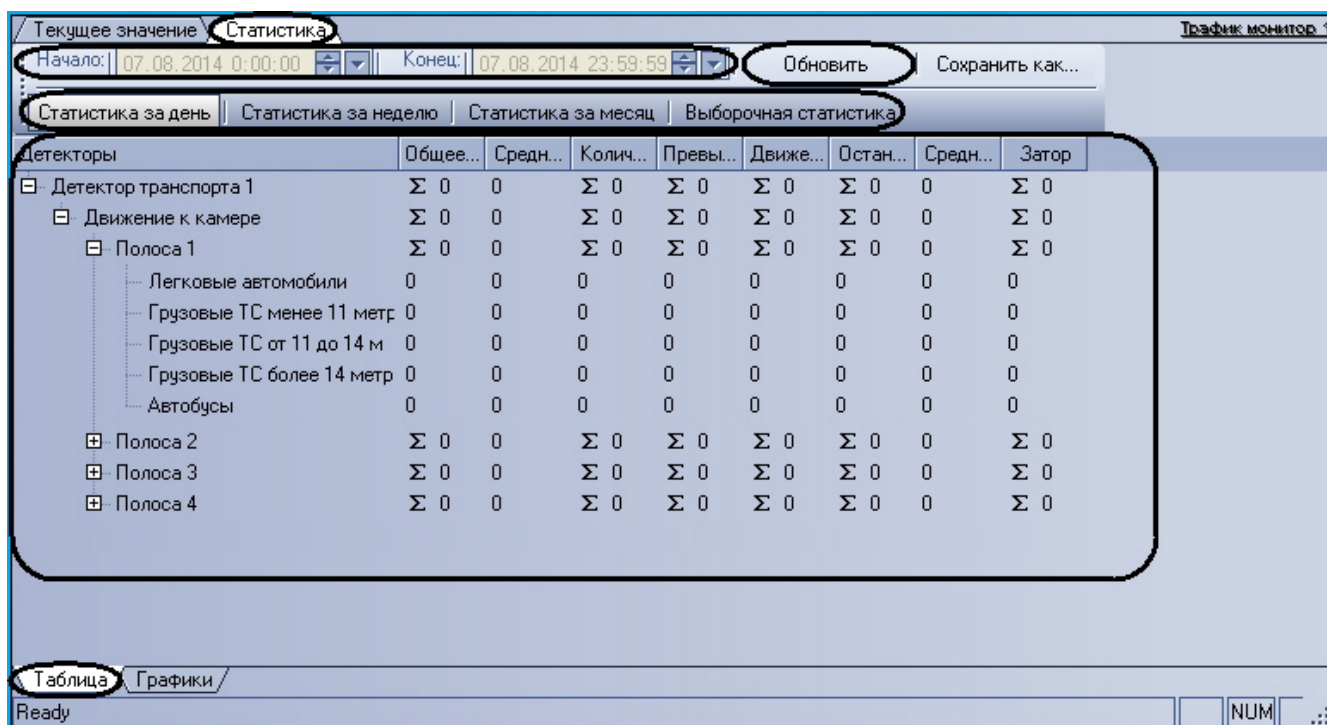 Текущее значение Статистика Трафик монитор 1
Начало: 07.08.2014 0:00:00 Конец: 07.08.2014 23:59:59 Обновить Сохранить как...
Статистика за день Статистика за неделю Статистика за месяц Выборочная статистика
Детекторы Общее... Средн... Колич... Превы... Движе... Остан... Средн... Затор
Детектор транспорта 1 Σ 0 0 Σ 0 Σ 0 Σ 0 Σ 0 0 Σ 0
Движение к камере Σ 0 0 Σ 0 Σ 0 Σ 0 Σ 0 0 Σ 0
Полоса 1 Σ 0 0 Σ 0 Σ 0 Σ 0 Σ 0 0 Σ 0
Легковые автомобили 0 0 0 0 0 0 0 0
Грузовые ТС менее 11 метр 0 0 0 0 0 0 0 0
Грузовые ТС от 11 до 14 м 0 0 0 0 0 0 0 0
Грузовые ТС более 14 метр 0 0 0 0 0 0 0 0
Автобусы 0 0 0 0 0 0 0 0
Полоса 2 Σ 0 0 Σ 0 Σ 0 Σ 0 Σ 0 0 Σ 0
Полоса 3 Σ 0 0 Σ 0 Σ 0 Σ 0 Σ 0 0 Σ 0
Полоса 4 Σ 0 0 Σ 0 Σ 0 Σ 0 Σ 0 0 Σ 0
Таблица Графики
Ready NUM